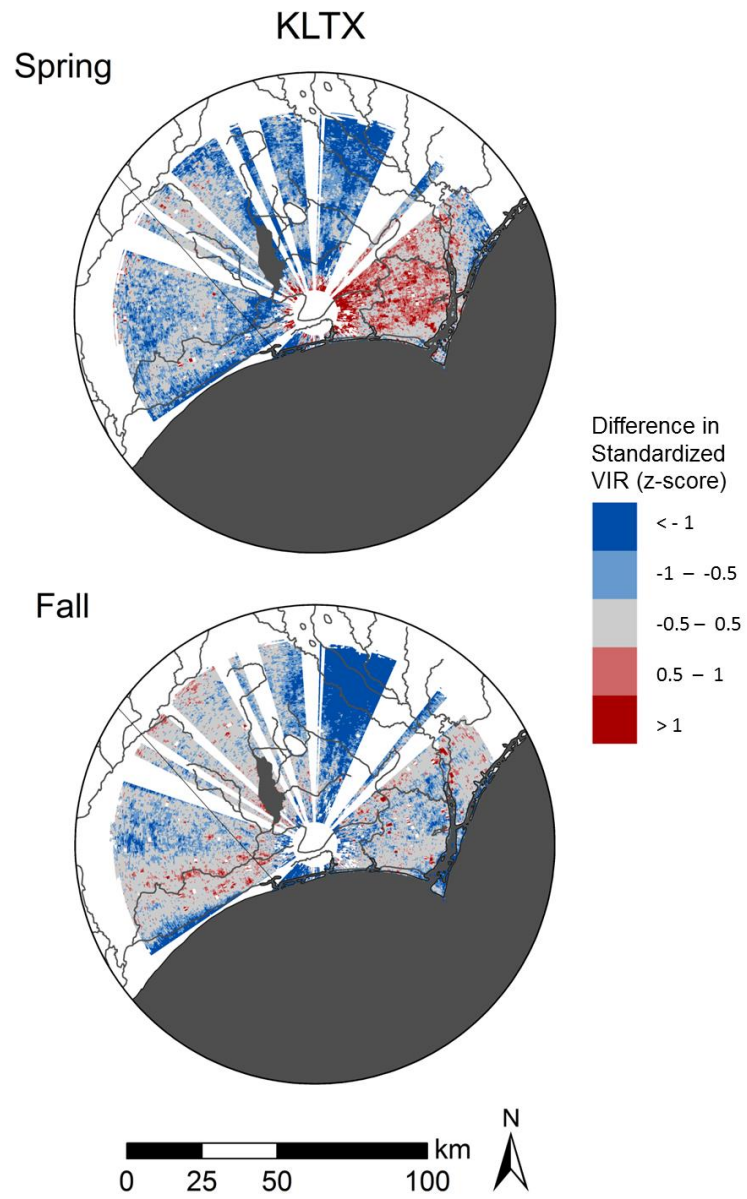 KLTX
Spring
Difference in
Standardized
VIR (z-score)
< - 1
-1 – -0.5
-0.5 – 0.5
0.5 – 1
> 1
Fall
N
km
0 25 50 100